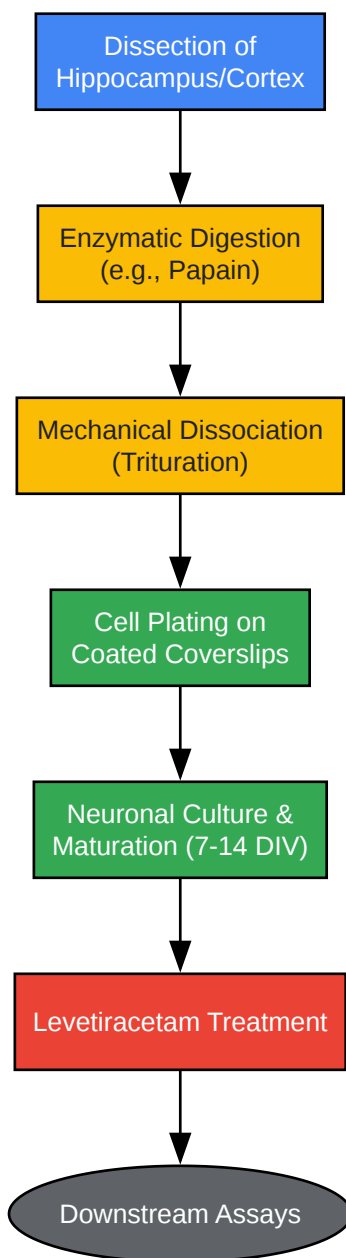 Dissection of
Hippocampus/Cortex
Enzymatic Digestion
(e.g., Papain)
Mechanical Dissociation
(Trituration)
Cell Plating on
Coated Coverslips
Neuronal Culture &
Maturation (7-14 DIV)
Levetiracetam Treatment
Downstream Assays